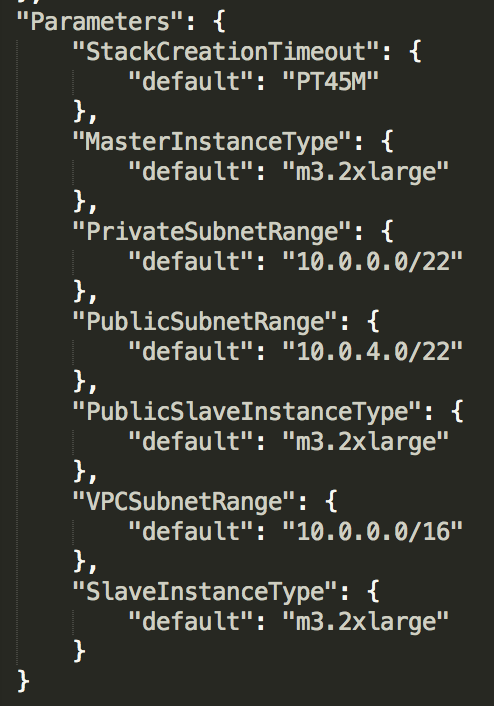 },
"Parameters": {
"StackCreationTimeout": {
"default": "PT45M"
},
"MasterInstanceType": {
"default": "m3.2xlarge"
},
"PrivateSubnetRange": {
"default": "10.0.0.0/22"
},
"PublicSubnetRange": {
"default": "10.0.4.0/22"
},
"PublicSlaveInstanceType": {
"default": "m3.2xlarge"
},
"VPCSubnetRange": {
"default": "10.0.0.0/16"
},
"SlaveInstanceType": {
"default": "m3.2xlarge"
}
}